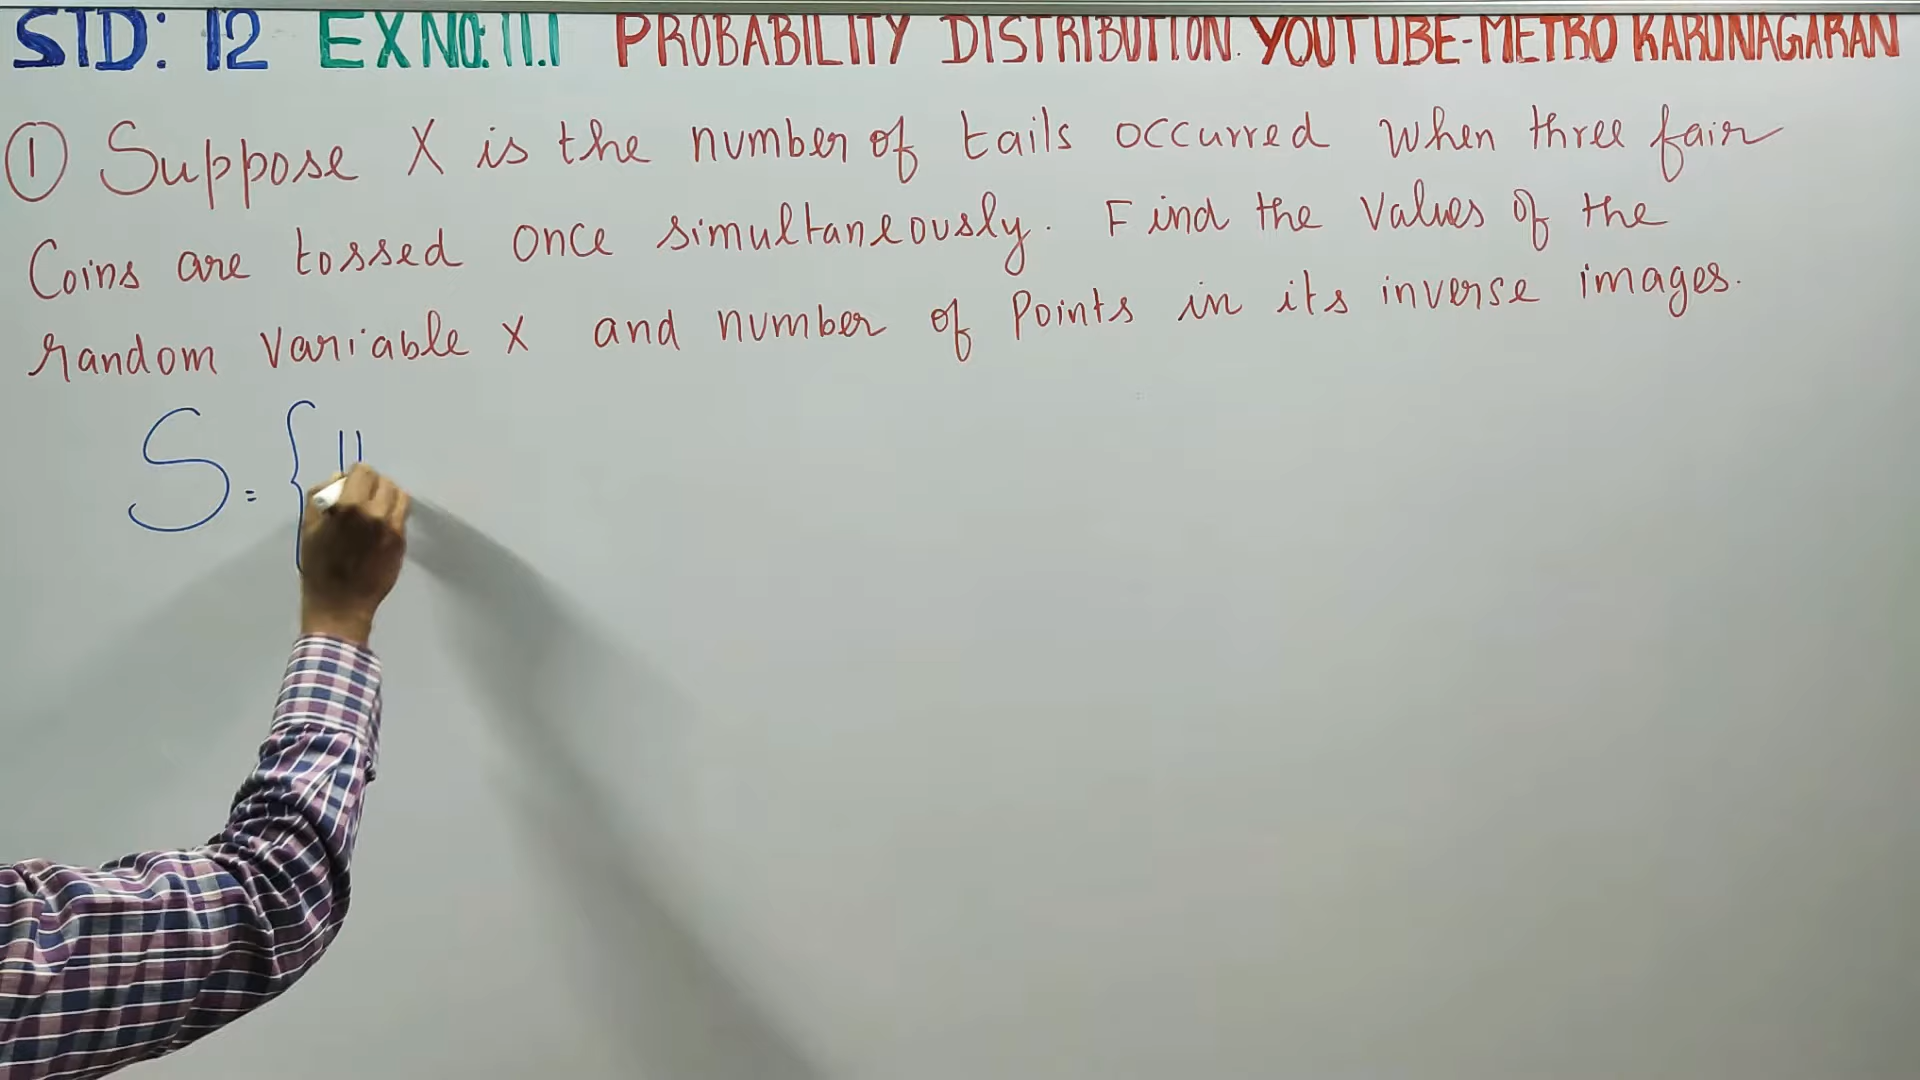 STD: 12 EX NO: 11.1 PROBABILITY DISTRIBUTION. YOUTUBE-METRO KARUNAGARAN
① Suppose X is the number of tails occurred when three fair
Coins are tossed once simultaneously. Find the Values of the
random variable X and number of Points in its inverse images.
S = {